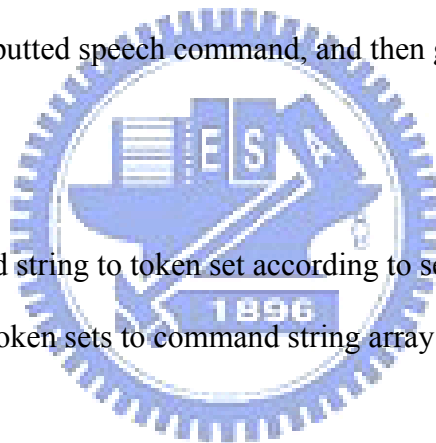 putted speech command, and then g
E S A
d string to token set according to se
1896
oken sets to command string array